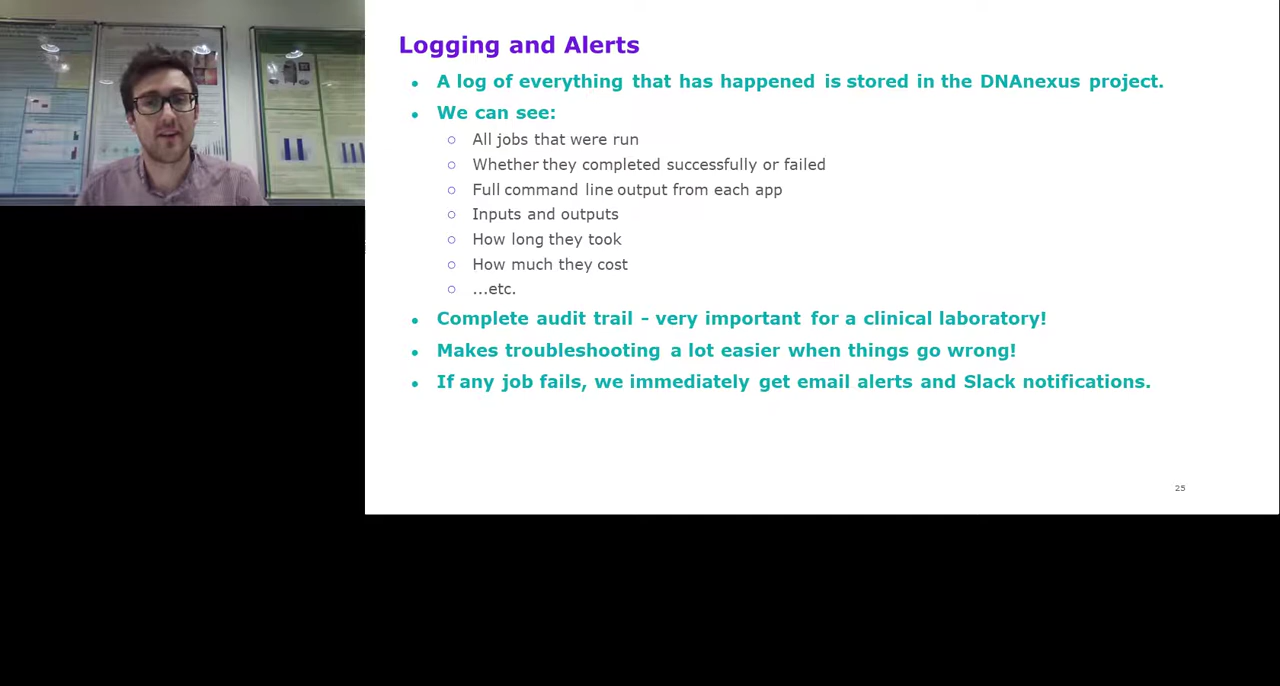 Logging and Alerts
• A log of everything that has happened is stored in the DNAnexus project.
• We can see:
○ All jobs that were run
○ Whether they completed successfully or failed
○ Full command line output from each app
○ Inputs and outputs
○ How long they took
○ How much they cost
○ ...etc.
• Complete audit trail - very important for a clinical laboratory!
• Makes troubleshooting a lot easier when things go wrong!
• If any job fails, we immediately get email alerts and Slack notifications.
25